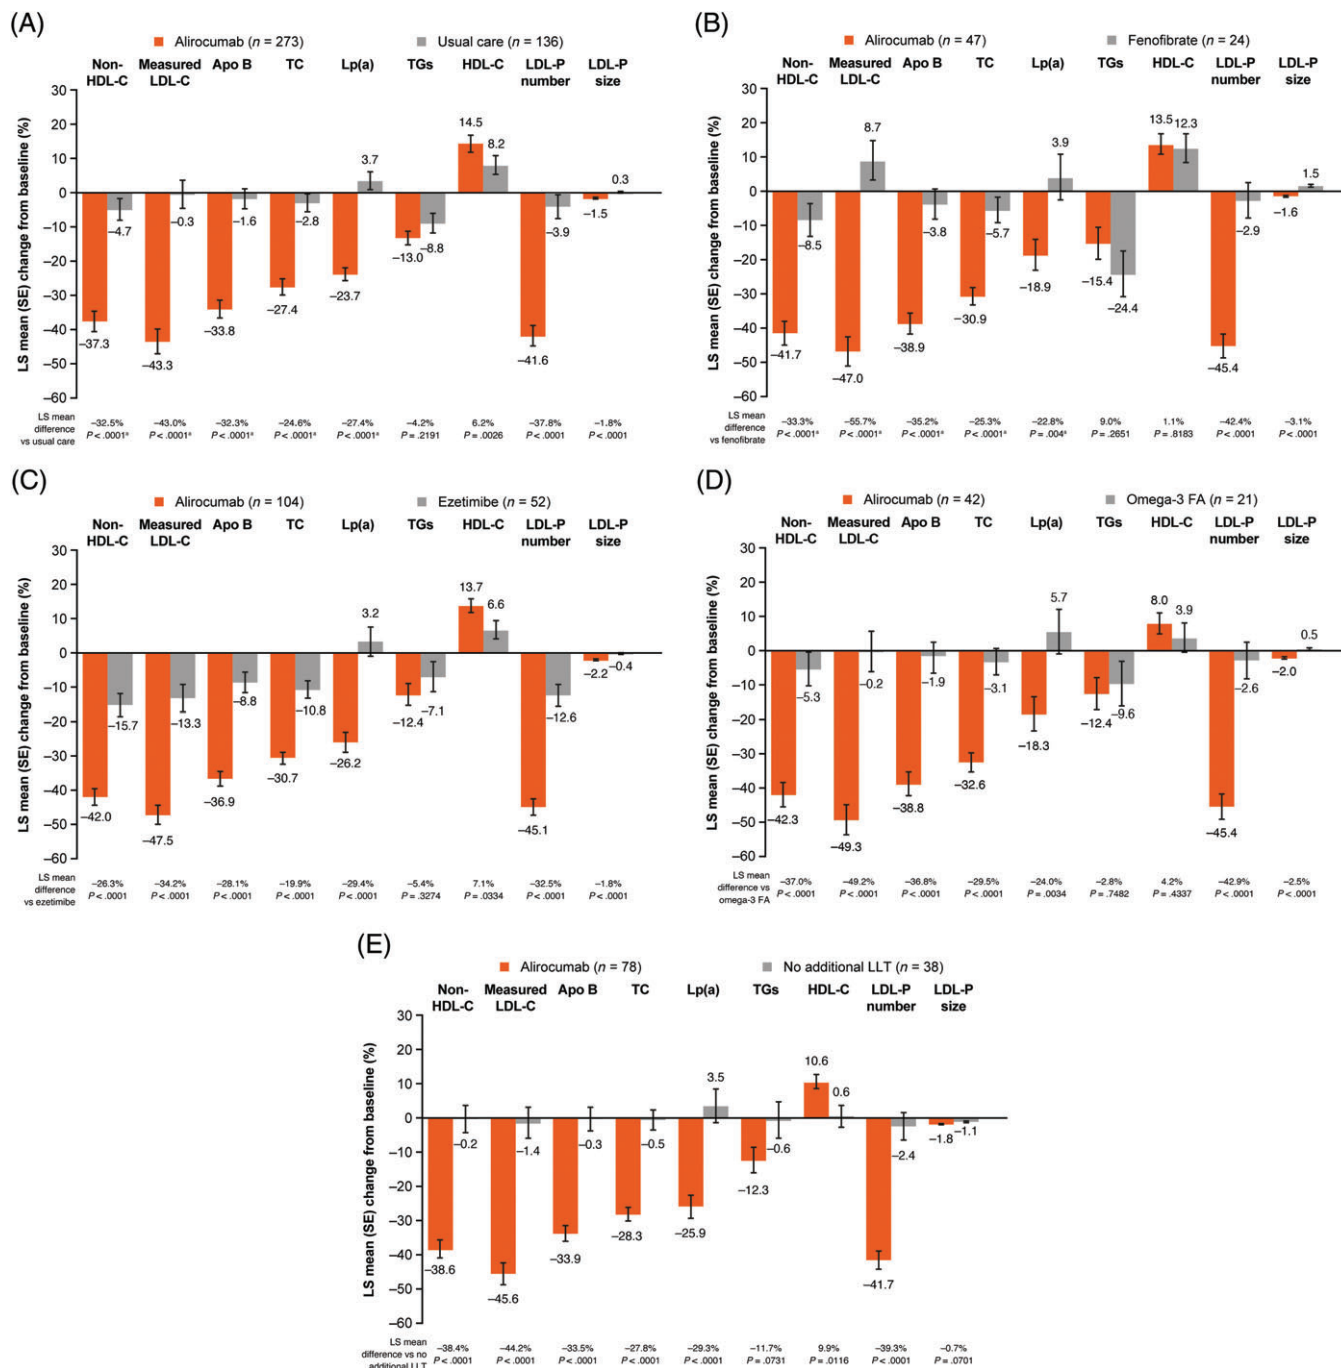 (A)
Alirocumab (n = 273) Usual care (n = 136)
Non- Measured Apo B TC Lp(a) TGs HDL-C LDL-P LDL-P
HDL-C LDL-C number size
LS mean (SE) change from baseline (%)
30
20
10
0
–10
–20
–30
–40
–50
–60
–37.3 –4.7 –43.3 –0.3 –33.8 –1.6 –27.4 –2.8 –23.7 3.7 –13.0 –8.8 14.5 8.2 –41.6 –3.9 –1.5 0.3
LS mean
difference
vs usual care
–32.5% –43.0% –32.3% –24.6% –27.4% –4.2% 6.2% –37.8% –1.8%
P < .0001ª P < .0001ª P < .0001ª P < .0001ª P < .0001ª P = .2191 P = .0026 P < .0001 P < .0001
(B)
Alirocumab (n = 47) Fenofibrate (n = 24)
Non- Measured Apo B TC Lp(a) TGs HDL-C LDL-P LDL-P
HDL-C LDL-C number size
LS mean (SE) change from baseline (%)
30
20
10
0
–10
–20
–30
–40
–50
–60
–41.7 –8.5 –47.0 8.7 –38.9 –3.8 –30.9 –5.7 –18.9 3.9 –15.4 –24.4 13.5 12.3 –45.4 –2.9 –1.6 1.5
LS mean
difference
vs fenofibrate
–33.3% –55.7% –35.2% –25.3% –22.8% 9.0% 1.1% –42.4% –3.1%
P < .0001ª P < .0001ª P < .0001ª P < .0001ª P = .004ª P = .2651 P = .8183 P < .0001 P < .0001
(C)
Alirocumab (n = 104) Ezetimibe (n = 52)
Non- Measured Apo B TC Lp(a) TGs HDL-C LDL-P LDL-P
HDL-C LDL-C number size
LS mean (SE) change from baseline (%)
30
20
10
0
–10
–20
–30
–40
–50
–60
–42.0 –15.7 –47.5 –13.3 –36.9 –8.8 –30.7 –10.8 –26.2 3.2 –12.4 –7.1 13.7 6.6 –45.1 –12.6 –2.2 –0.4
LS mean
difference
vs ezetimibe
–26.3% –34.2% –28.1% –19.9% –29.4% –5.4% 7.1% –32.5% –1.8%
P < .0001 P < .0001 P < .0001 P < .0001 P < .0001 P = .3274 P = .0334 P < .0001 P < .0001
(D)
Alirocumab (n = 42) Omega-3 FA (n = 21)
Non- Measured Apo B TC Lp(a) TGs HDL-C LDL-P LDL-P
HDL-C LDL-C number size
LS mean (SE) change from baseline (%)
30
20
10
0
–10
–20
–30
–40
–50
–60
–42.3 –5.3 –49.3 –0.2 –38.8 –1.9 –32.6 –3.1 –18.3 5.7 –12.4 –9.6 8.0 3.9 –45.4 –2.6 –2.0 0.5
LS mean
difference vs
omega-3 FA
–37.0% –49.2% –36.8% –29.5% –24.0% –2.8% 4.2% –42.9% –2.5%
P < .0001 P < .0001 P < .0001 P < .0001 P = .0034 P = .7482 P = .4337 P < .0001 P < .0001
(E)
Alirocumab (n = 78) No additional LLT (n = 38)
Non- Measured Apo B TC Lp(a) TGs HDL-C LDL-P LDL-P
HDL-C LDL-C number size
LS mean (SE) change from baseline (%)
30
20
10
0
–10
–20
–30
–40
–50
–60
–38.6 –0.2 –45.6 –1.4 –33.9 –0.3 –28.3 –0.5 –25.9 3.5 –12.3 –0.6 10.6 0.6 –41.7 –2.4 –1.8 –1.1
LS mean
difference vs no
additional LLT
–38.4% –44.2% –33.5% –27.8% –29.3% –11.7% 9.9% –39.3% –0.7%
P < .0001 P < .0001 P < .0001 P < .0001 P < .0001 P = .0731 P = .0116 P < .0001 P = .0701